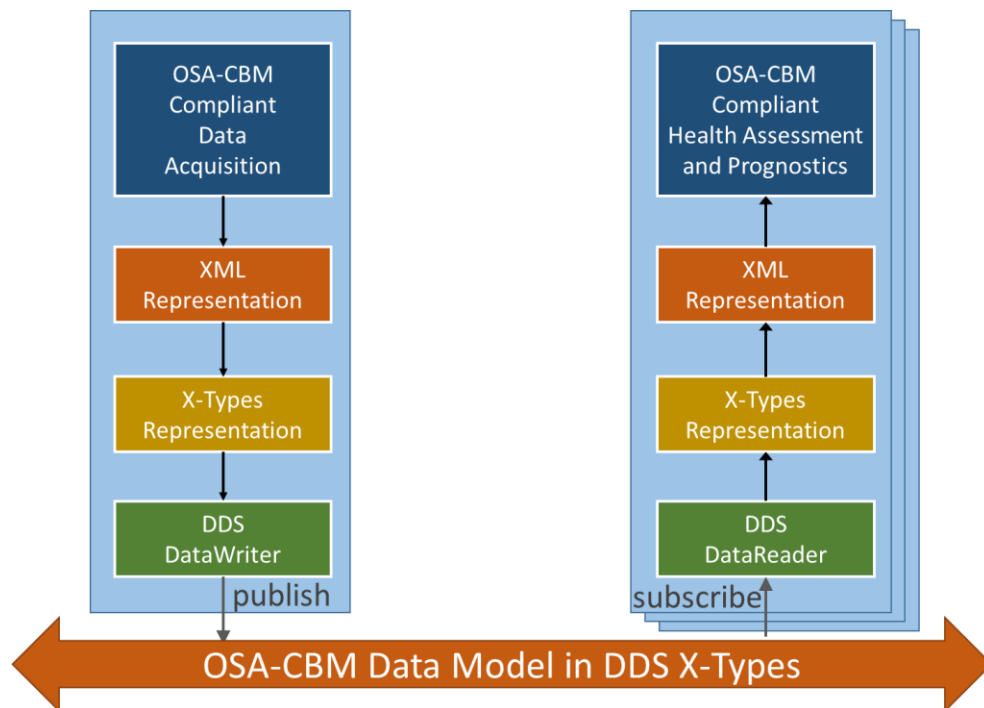 OSA-CBM
Compliant
Data
Acquisition
XML
Representation
X-Types
Representation
DDS
DataWriter
publish
OSA-CBM
Compliant
Health Assessment
and Prognostics
XML
Representation
X-Types
Representation
DDS
DataReader
subscribe
OSA-CBM Data Model in DDS X-Types